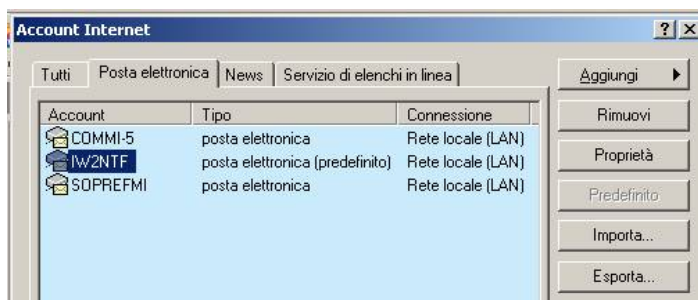 Account Internet
Tutti Posta elettronica News Servizio di elenchi in linea
Account Tipo Connessione
COMMI-5 posta elettronica Rete locale (LAN)
IW2NTF posta elettronica (predefinito) Rete locale (LAN)
SOPREFMI posta elettronica Rete locale (LAN)
Aggiungi
Rimuovi
Proprietà
Predefinito
Importa...
Esporta...